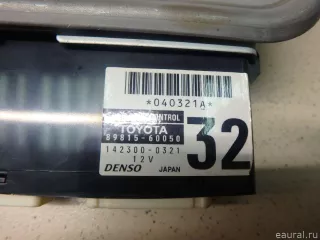 *040321A*
CONTROL
TOYOTA
89815-60050
142300-0321
12V
DENSO JAPAN
32
eaural.ru